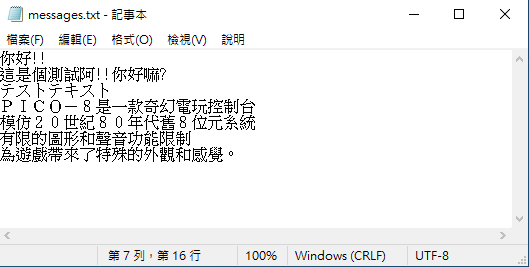 messages.txt - 記事本
檔案(F) 編輯(E) 格式(O) 檢視(V) 說明
你好!!
這是個測試阿!!你好嘛?
テストテキスト
ＰＩＣＯ－８是一款奇幻電玩控制台
模仿２０世紀８０年代舊８位元系統
有限的圖形和聲音功能限制
為遊戲帶來了特殊的外觀和感覺。
第 7 列，第 16 行 100% Windows (CRLF) UTF-8